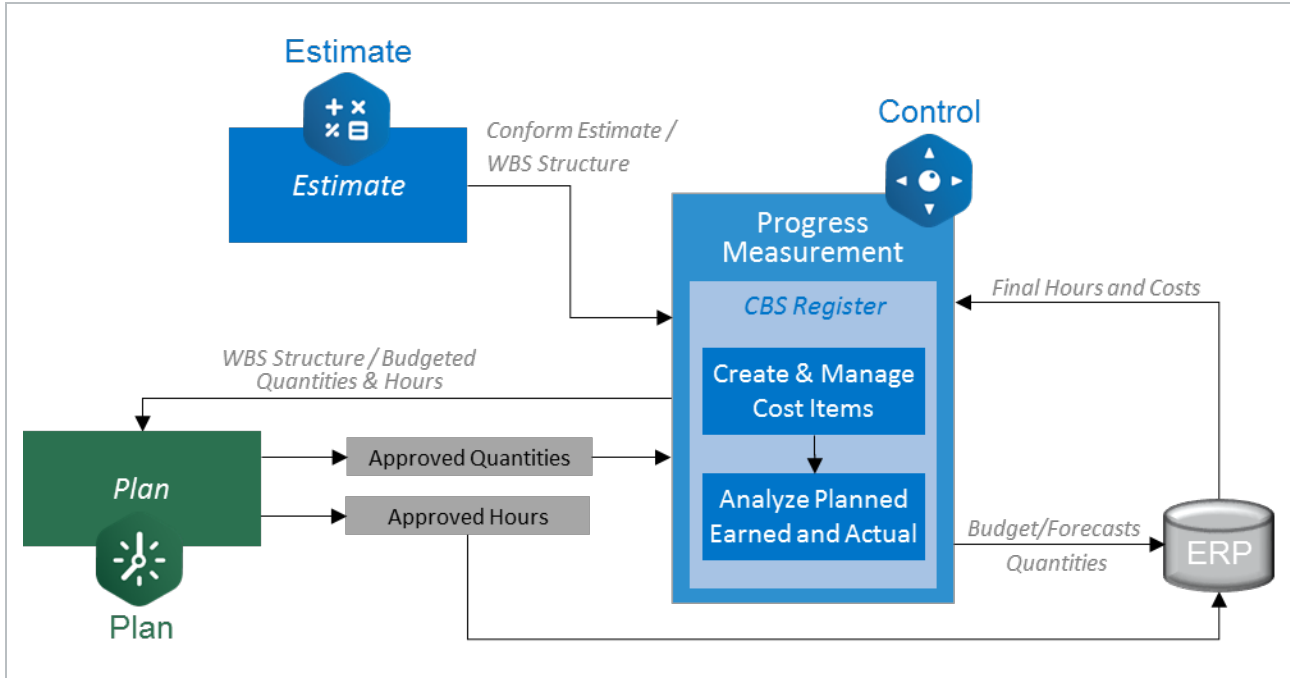 Estimate
Estimate
Conform Estimate /
WBS Structure
Control
Progress
Measurement
CBS Register
Create & Manage
Cost Items
Analyze Planned
Earned and Actual
Final Hours and Costs
WBS Structure / Budgeted
Quantities & Hours
Plan
Plan
Approved Quantities
Approved Hours
Budget/Forecasts
Quantities
ERP